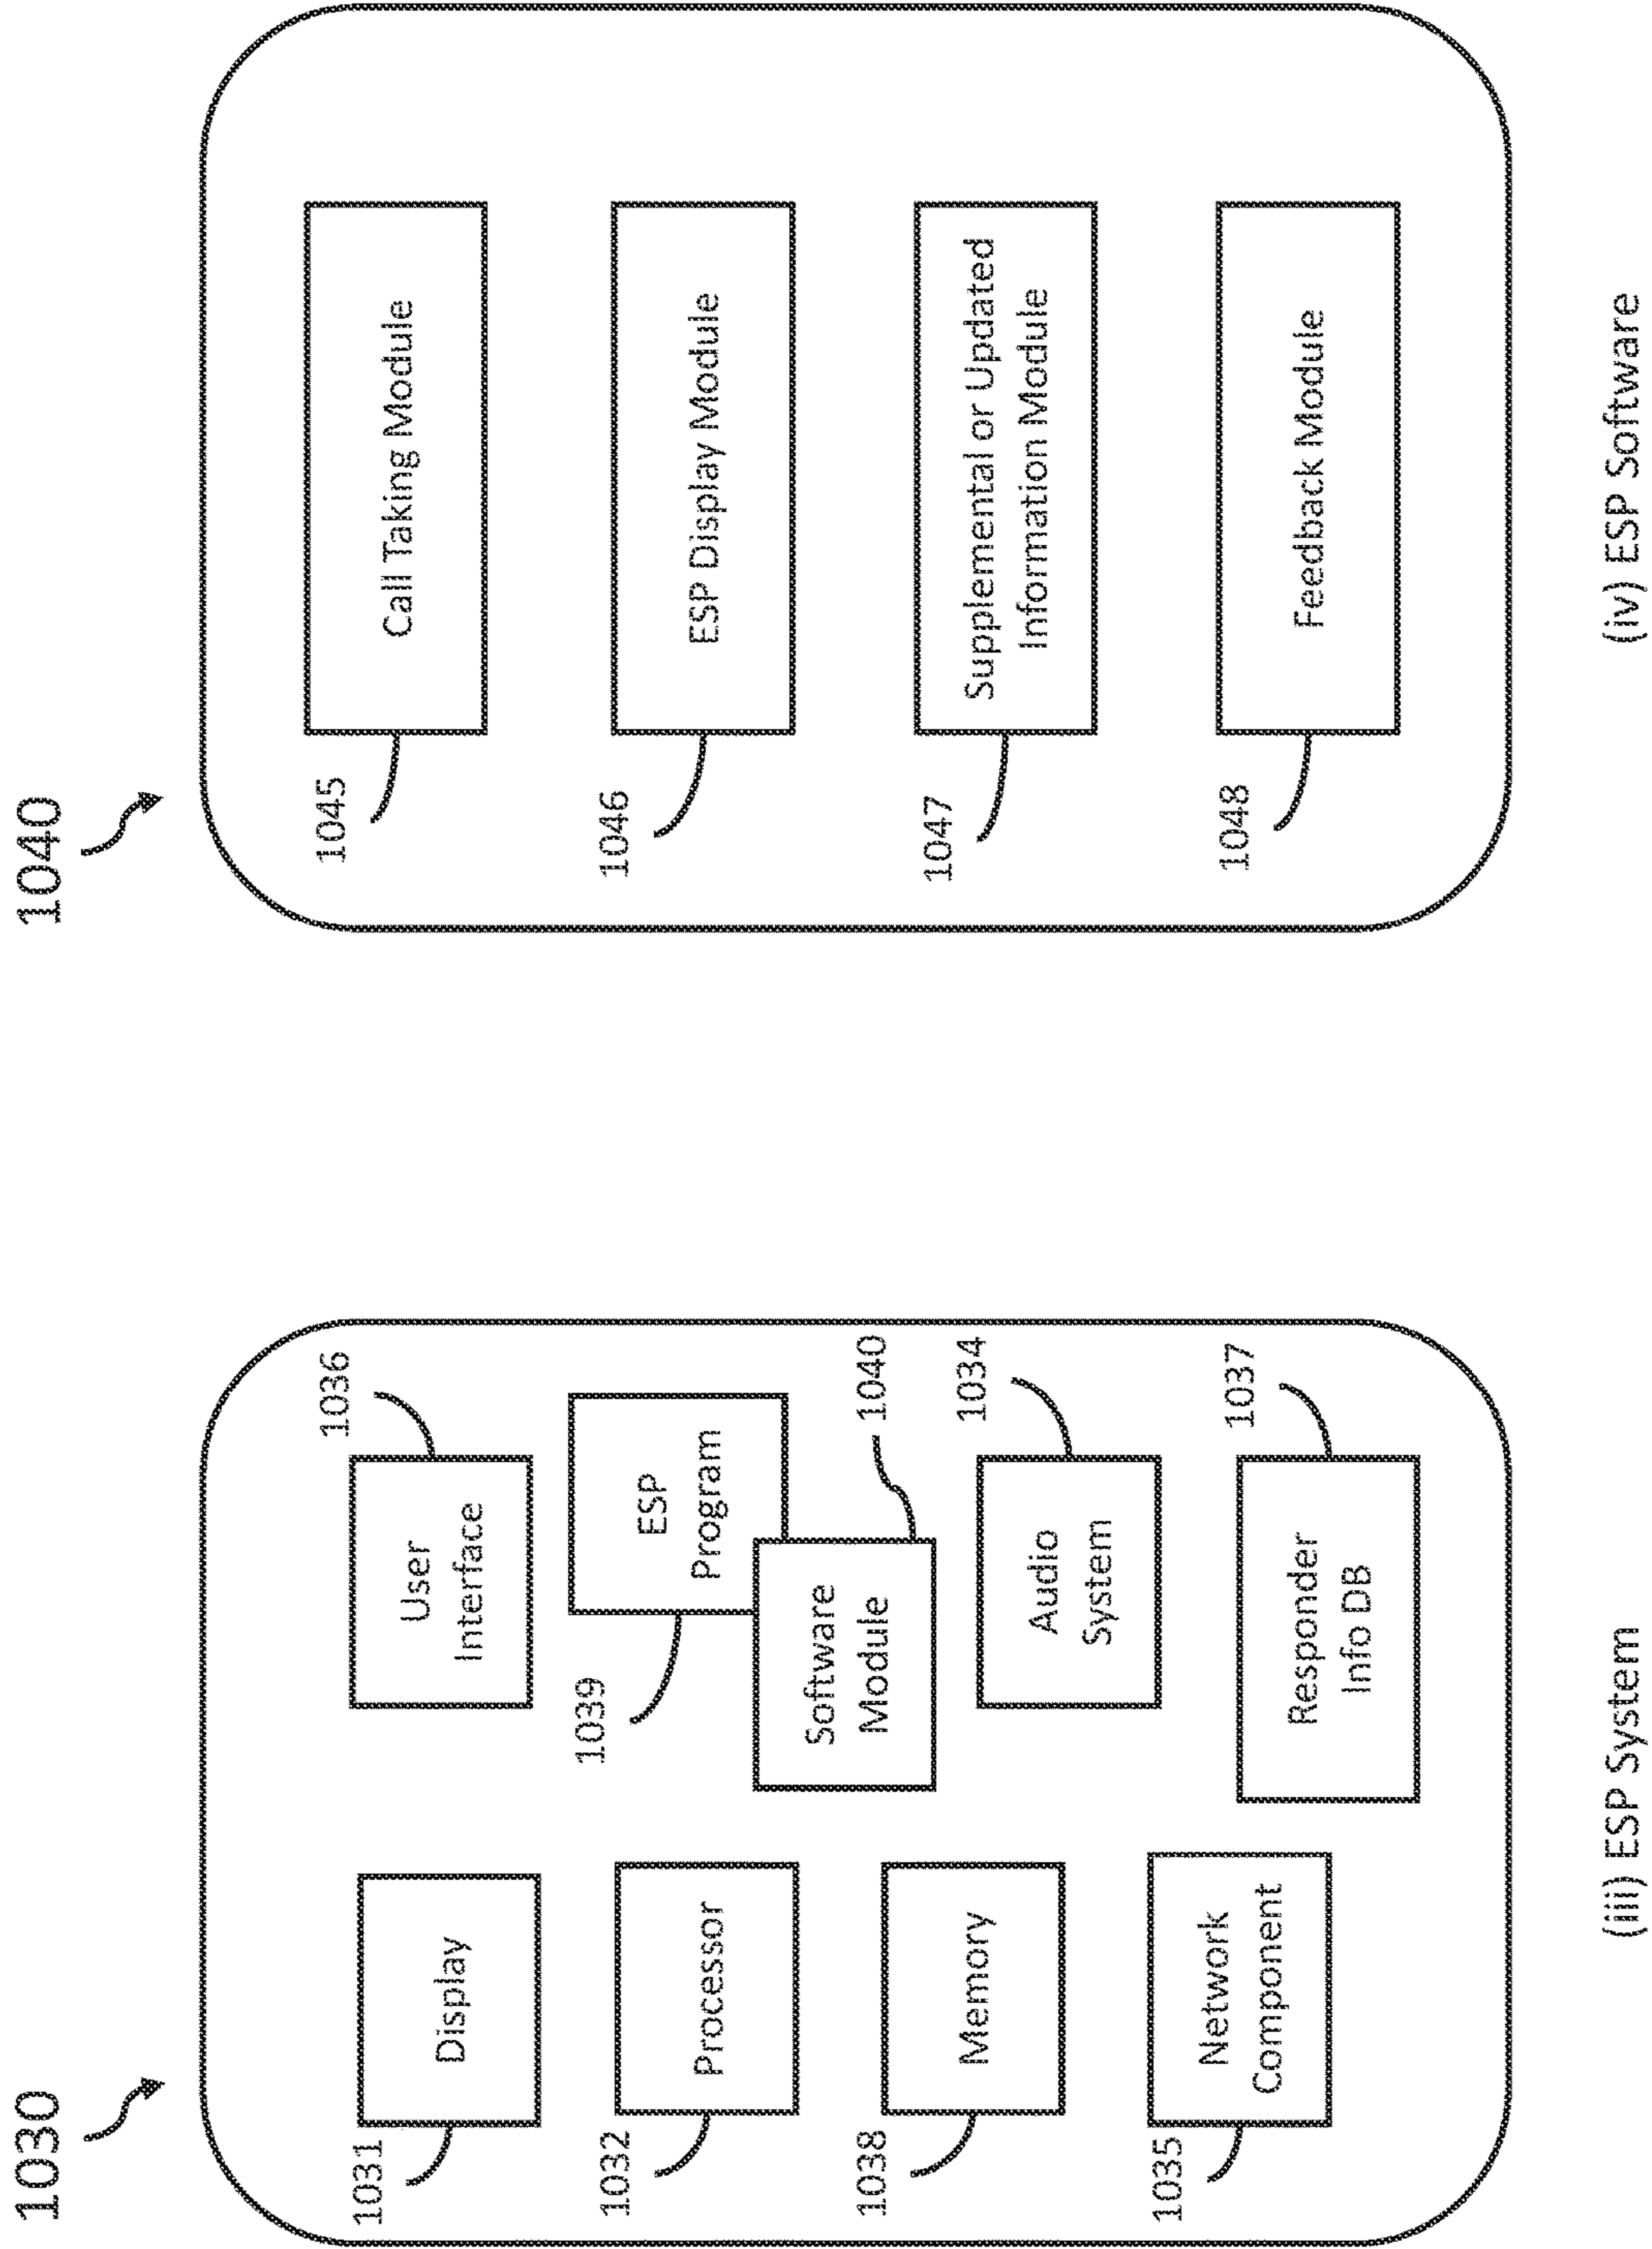 1030
1031
Display
1036
User
Interface
1032
Processor
1039
ESP
Program
Software
Module
1040
1038
Memory
1034
Audio
System
1035
Network
Component
1037
Responder
Info DB
(iii) ESP System
1040
1045
Call Taking Module
1046
ESP Display Module
1047
Supplemental or Updated
Information Module
1048
Feedback Module
(iv) ESP Software